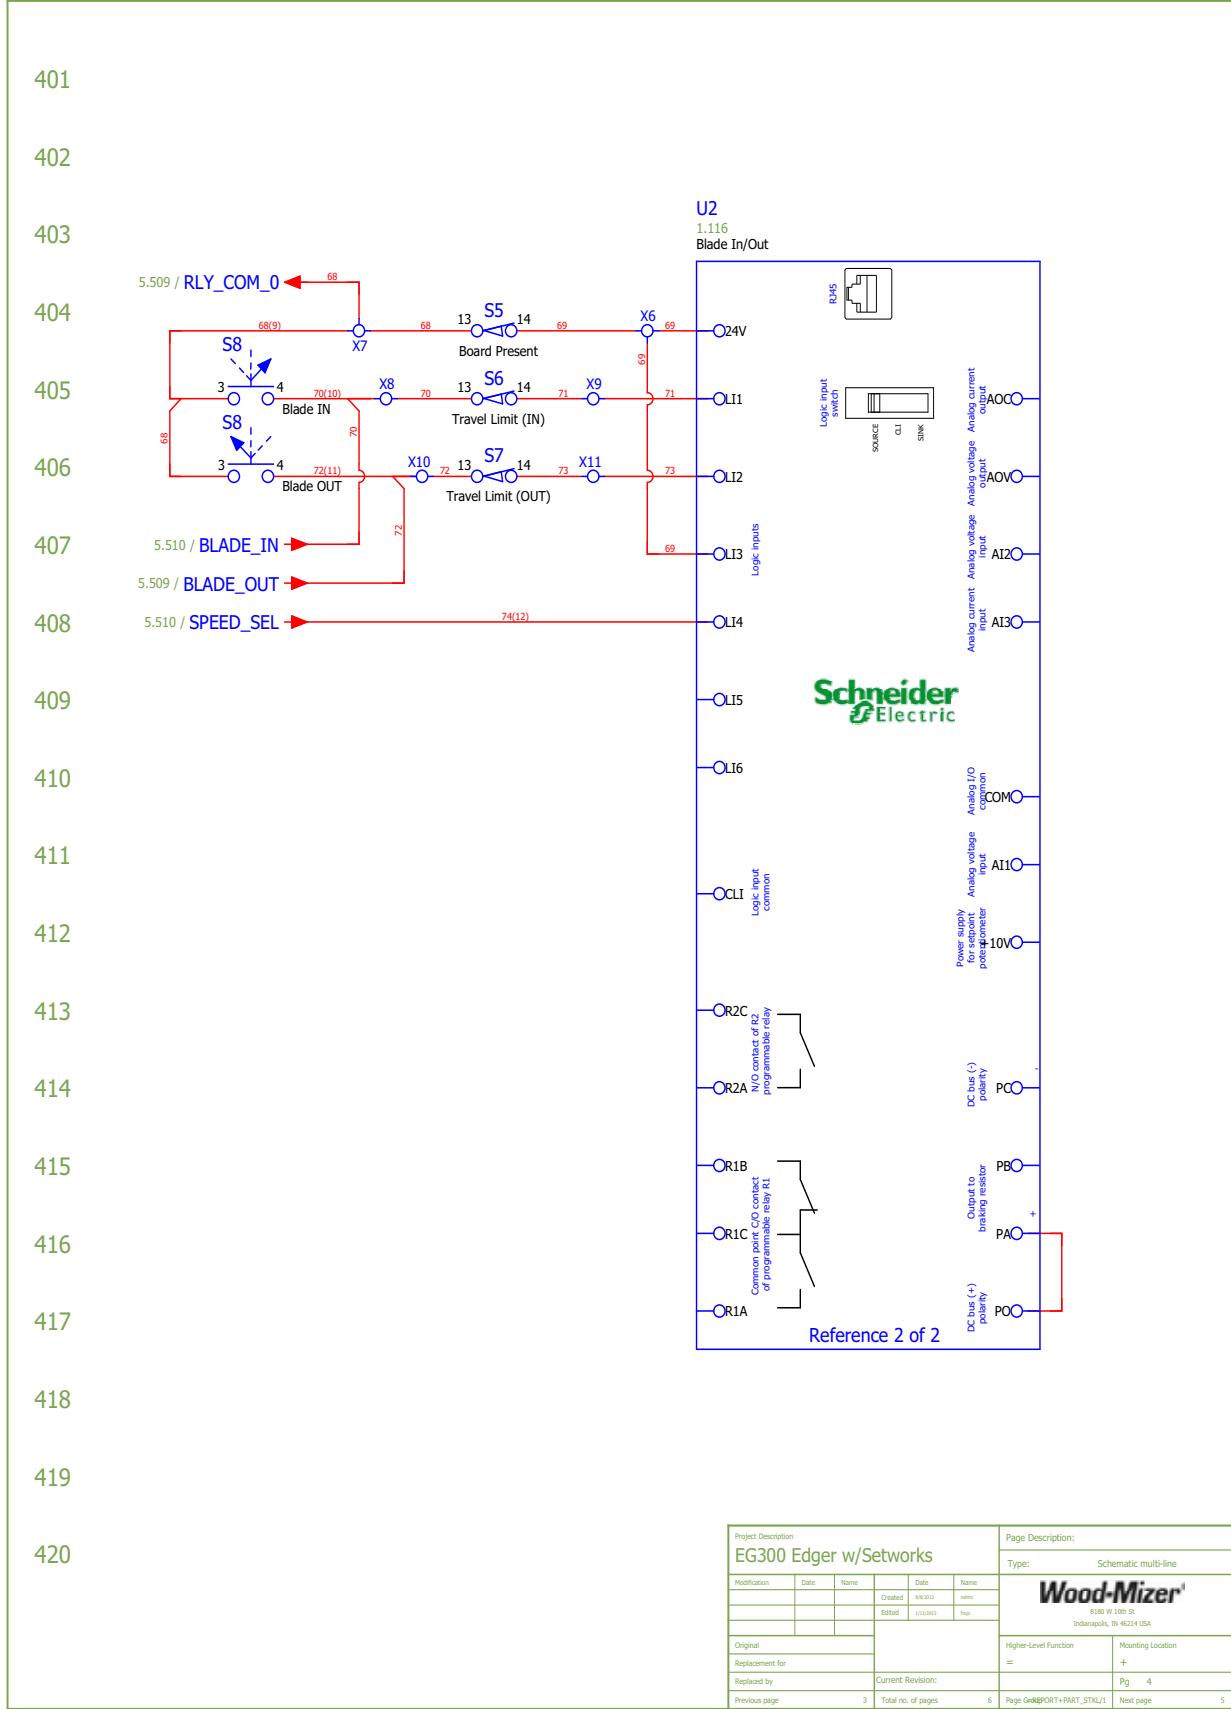 401
402
403
404
405
406
407
408
409
410
411
412
413
414
415
416
417
418
419
420
U2
1.116
Blade In/Out
5.509 / RLY_COM_0
68
68(9)
X7
68
13
S5
14
Board Present
69
X6
69
69
24V
S8
3
4
Blade IN
70(10)
X8
70
13
S6
14
Travel Limit (IN)
71
X9
71
LI1
68
S8
3
4
Blade OUT
72(11)
70
X10
72
13
S7
14
Travel Limit (OUT)
73
X11
73
LI2
72
5.510 / BLADE_IN
69
LI3
Logic inputs
5.509 / BLADE_OUT
5.510 / SPEED_SEL
74(12)
LI4
LI5
LI6
CLI
Logic input
common
R2C
R2A
N/O contact of R2
programmable relay
R1B
R1C
R1A
Common point C/O contact
of programmable relay R1
RJ45
Logic input
switch
SOURCE
CLI
SINK
Schneider
Electric
Analog current
output
AOC
Analog voltage
output
AOV
Analog voltage
input
AI2
Analog current
input
AI3
Analog I/O
common
COM
Analog voltage
input
AI1
Power supply
for setpoint
potentiometer
+10V
DC bus (-)
polarity
-
PC
PB
Output to
braking resistor
+
PA
DC bus (+)
polarity
PO
Reference 2 of 2
Project Description
EG300 Edger w/Setworks
Page Description:
Type:
Schematic multi-line
Modification
Date
Name
Date
Name
Created
Edited
Wood-Mizer
8180 W 10th St
Indianapolis, IN 46214 USA
Original
Replacement for
Replaced by
Current Revision:
Higher-Level Function
=
Mounting Location
+
Pg 4
Previous page 3
Total no. of pages 6
Next page 5